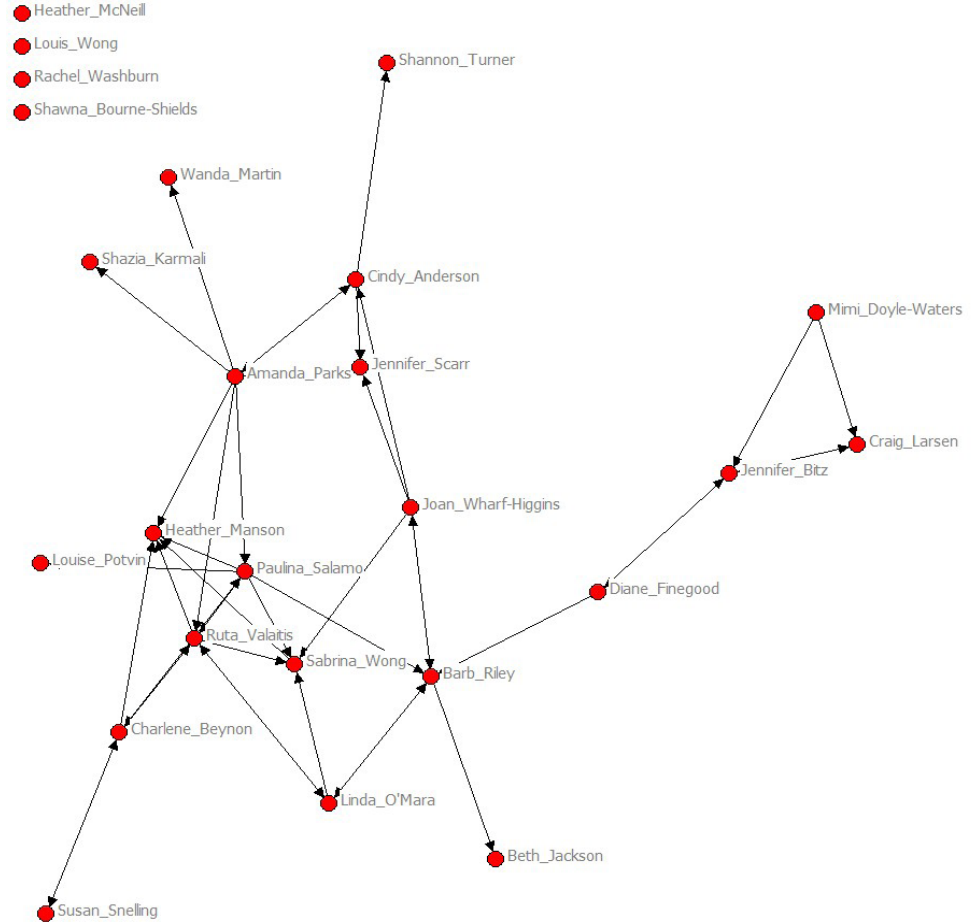 Heather_McNeill
Louis_Wong
Shannon_Turner
Rachel_Washburn
Shawna_Bourne-Shields
Wanda_Martin
Shazia_Karmali
Cindy_Anderson
Mimi_Doyle-Waters
Jennifer_Scarr
Amanda_Parks
Craig_Larsen
Jennifer_Bitz
Joan_Wharf-Higgins
Heather_Manson
Louise_Potvin
Paulina_Salamo
Diane_Finegood
Ruta_Valaitis
Sabrina_Wong
Barb_Riley
Charlene_Beynon
Linda_O'Mara
Beth_Jackson
Susan_Snelling